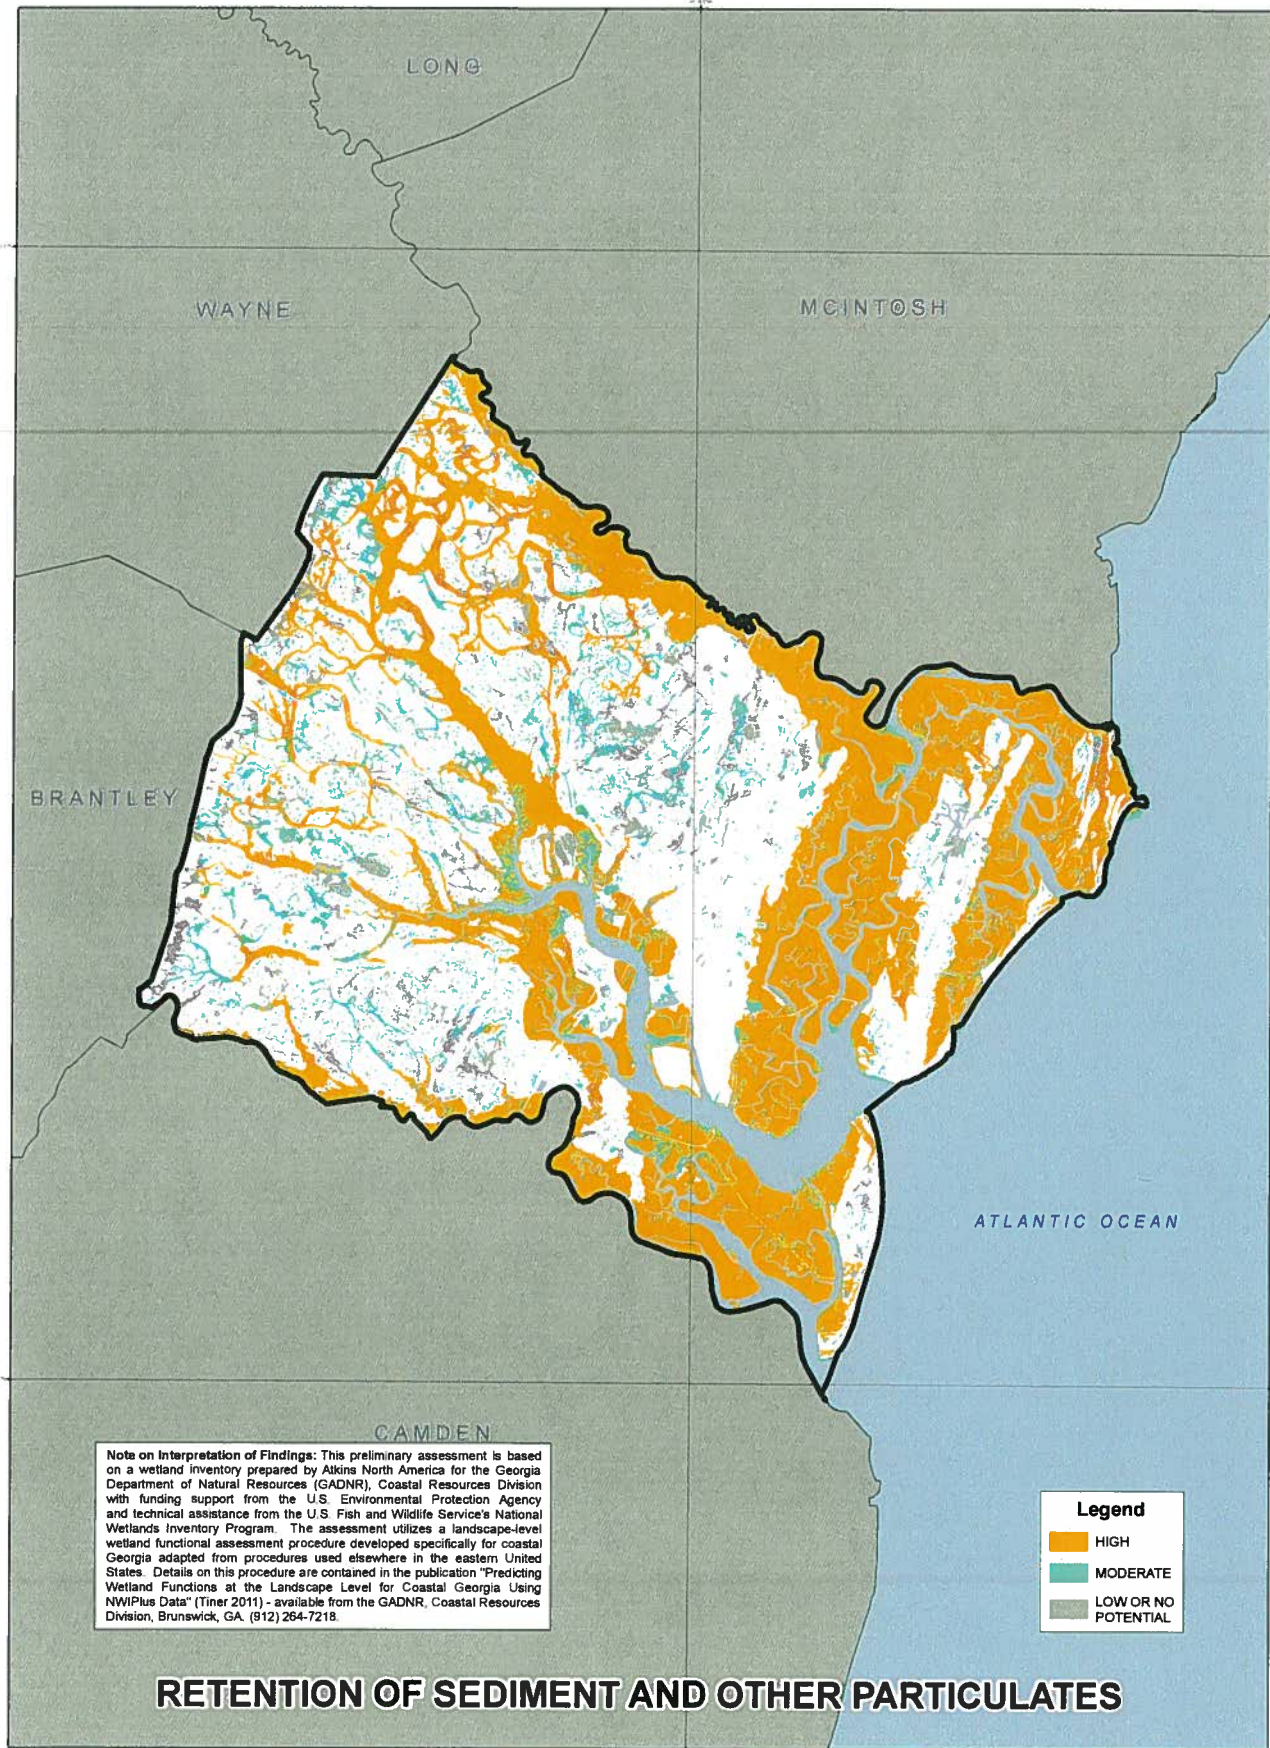 LONG
WAYNE
MCINTOSH
BRANTLEY
ATLANTIC OCEAN
CAMDEN
Note on Interpretation of Findings: This preliminary assessment is based
on a wetland inventory prepared by Atkins North America for the Georgia
Department of Natural Resources (GADNR), Coastal Resources Division
with funding support from the U.S. Environmental Protection Agency
and technical assistance from the U.S. Fish and Wildlife Service's National
Wetlands Inventory Program. The assessment utilizes a landscape-level
wetland functional assessment procedure developed specifically for coastal
Georgia adapted from procedures used elsewhere in the eastern United
States. Details on this procedure are contained in the publication "Predicting
Wetland Functions at the Landscape Level for Coastal Georgia Using
NWIPlus Data" (Tiner 2011) - available from the GADNR, Coastal Resources
Division, Brunswick, GA. (912) 264-7218.
Legend
HIGH
MODERATE
LOW OR NO
POTENTIAL
RETENTION OF SEDIMENT AND OTHER PARTICULATES